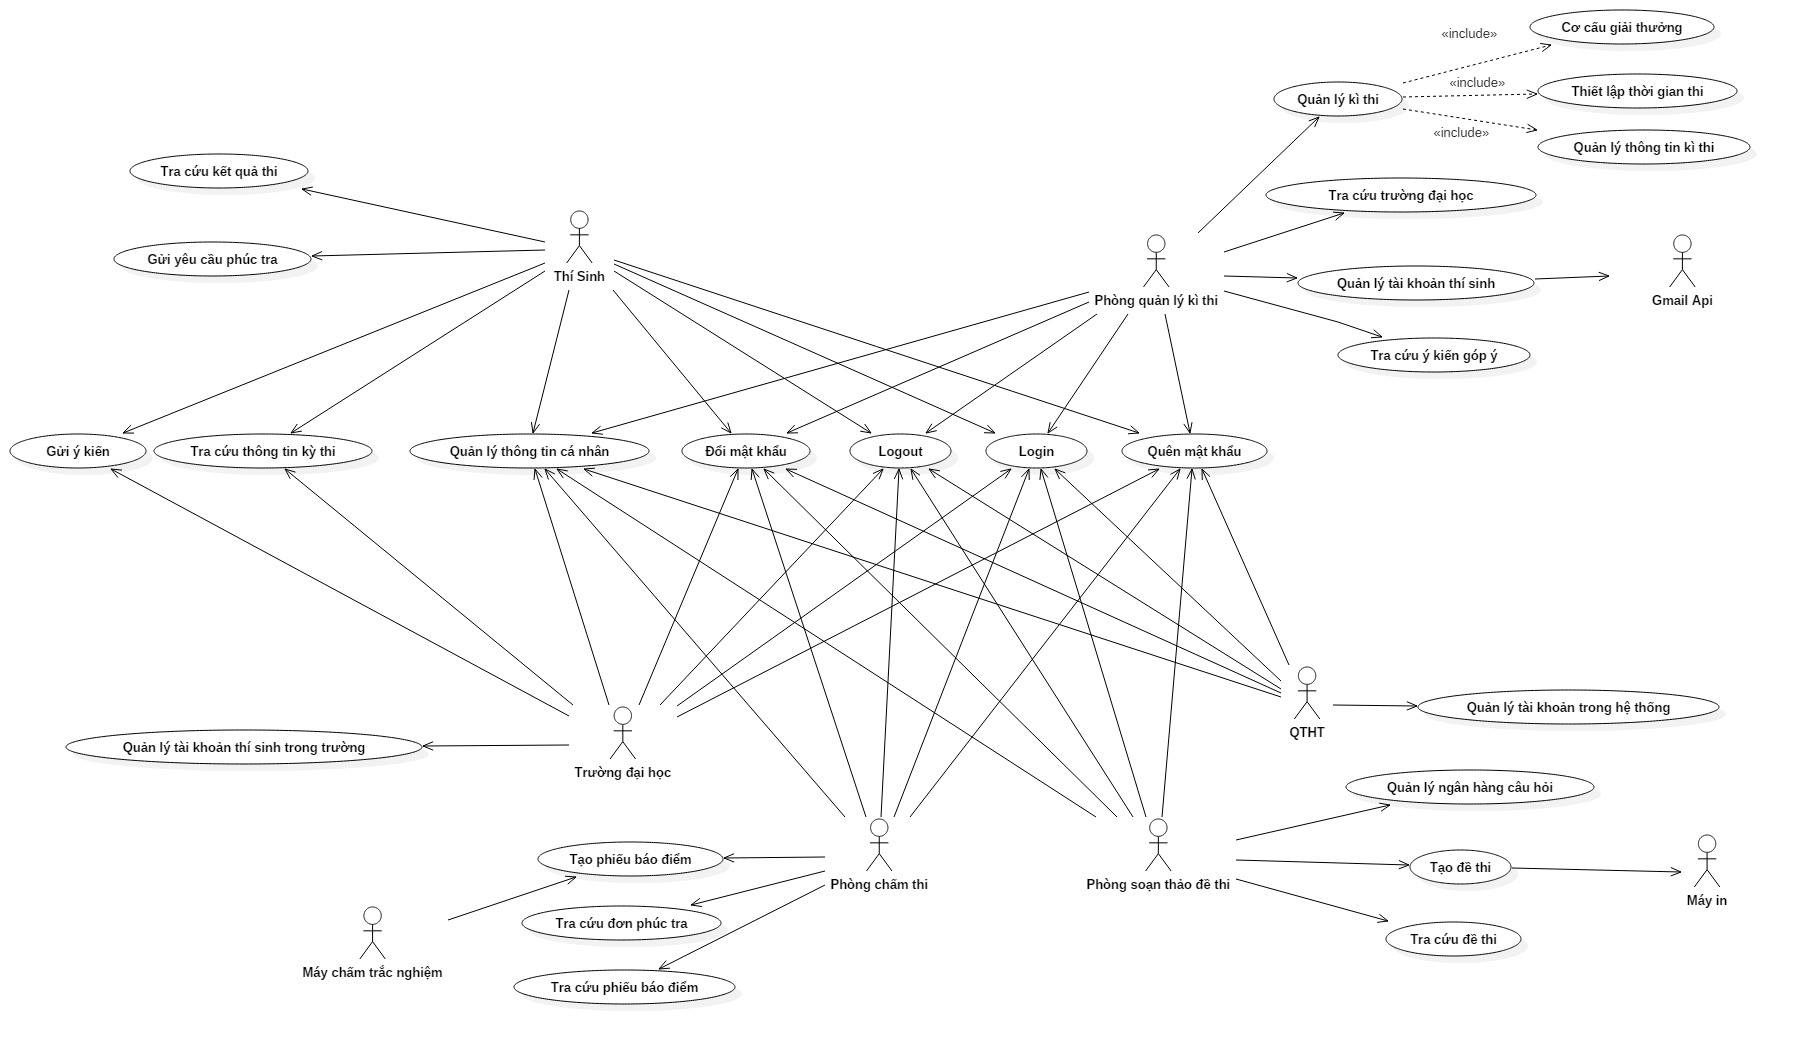 Cơ cấu giải thưởng
«include»
«include»
Thiết lập thời gian thi
Quản lý kì thi
«include»
Quản lý thông tin kì thi
Tra cứu kết quả thi
Tra cứu trường đại học
Gửi yêu cầu phúc tra
Thí Sinh
Quản lý tài khoản thí sinh
Phòng quản lý kì thi
Gmail Api
Tra cứu ý kiến góp ý
Gửi ý kiến
Tra cứu thông tin kỳ thi
Quản lý thông tin cá nhân
Đổi mật khẩu
Logout
Login
Quên mật khẩu
Quản lý tài khoản trong hệ thống
QTHT
Quản lý tài khoản thí sinh trong trường
Trường đại học
Quản lý ngân hàng câu hỏi
Tạo phiếu báo điểm
Tạo đề thi
Phòng chấm thi
Phòng soạn thảo đề thi
Máy in
Tra cứu đơn phúc tra
Tra cứu đề thi
Máy chấm trắc nghiệm
Tra cứu phiếu báo điểm